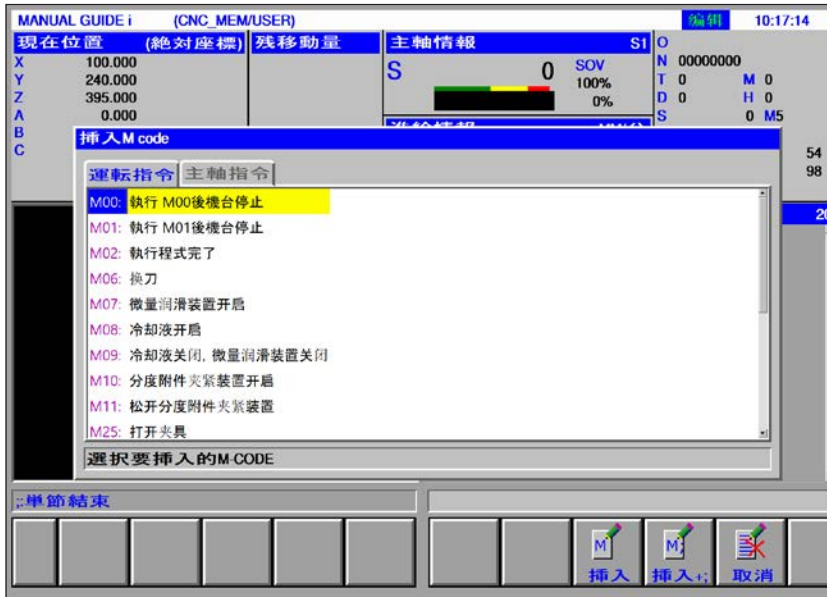 MANUAL GUIDE i (CNC_MEM/USER) 编辑 10:17:14
現在位置 (絶対座標) 残移動量 主軸情報 S1 O
X 100.000
Y 240.000
Z 395.000
A 0.000
B
C
S 0 SOV
100%
0%
N 00000000
T 0 M 0
D 0 H 0
S 0 M5
54
98
挿入M code
運転指令 主軸指令
M00: 執行 M00後機台停止
M01: 執行 M01後機台停止
M02: 執行程式完了
M06: 换刀
M07: 微量润滑装置开启
M08: 冷却液开启
M09: 冷却液关闭, 微量润滑装置关闭
M10: 分度附件夹紧装置开启
M11: 松开分度附件夹紧装置
M25: 打开夹具
選択要挿入的M-CODE
;:単節結束
挿入 挿入+; 取消